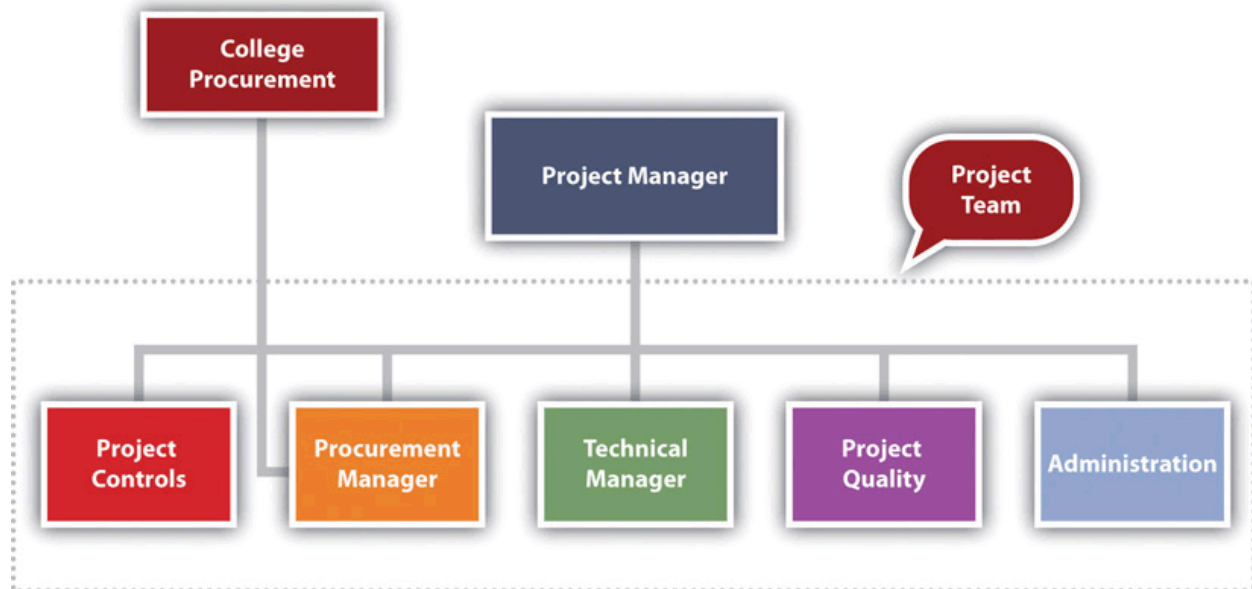 College
Procurement
Project Manager
Project
Team
Project
Controls
Procurement
Manager
Technical
Manager
Project
Quality
Administration